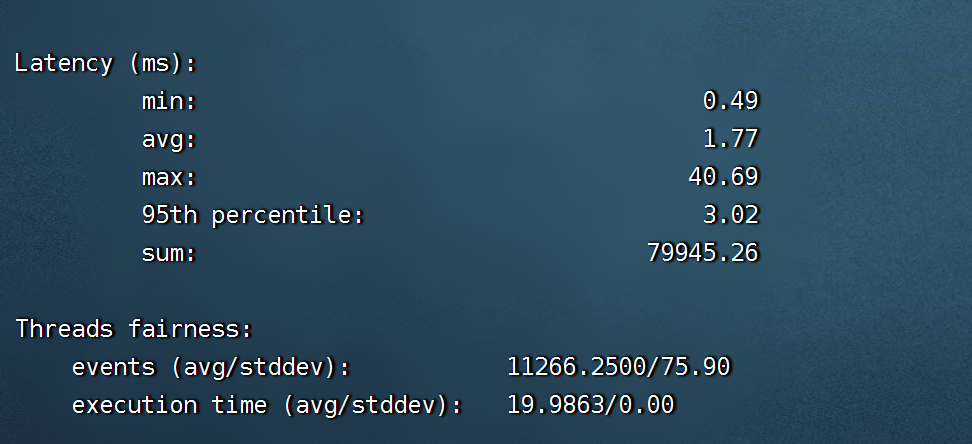 Latency (ms):
min: 0.49
avg: 1.77
max: 40.69
95th percentile: 3.02
sum: 79945.26
Threads fairness:
events (avg/stddev): 11266.2500/75.90
execution time (avg/stddev): 19.9863/0.00